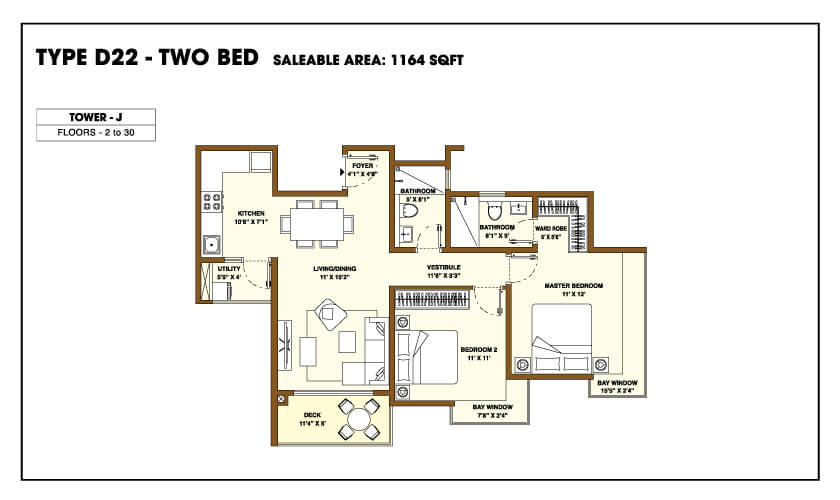 TYPE D22 - TWO BED SALEABLE AREA: 1164 SQFT
TOWER - J
FLOORS - 2 to 30
FOYER
4'1" X 4'8"
BATHROOM
5' X 8'1"
KITCHEN
10'6" X 7'1"
BATHROOM
8'1" X 5'
WARD ROBE
5' X 5'6"
UTILITY
5'9" X 4'
LIVING/DINING
11' X 10'2"
VESTIBULE
11'6" X 3'3"
MASTER BEDROOM
11' X 12'
BEDROOM 2
11' X 11'
BAY WINDOW
15'5" X 2'4"
DECK
11'4" X 5'
BAY WINDOW
7'8" X 2'4"